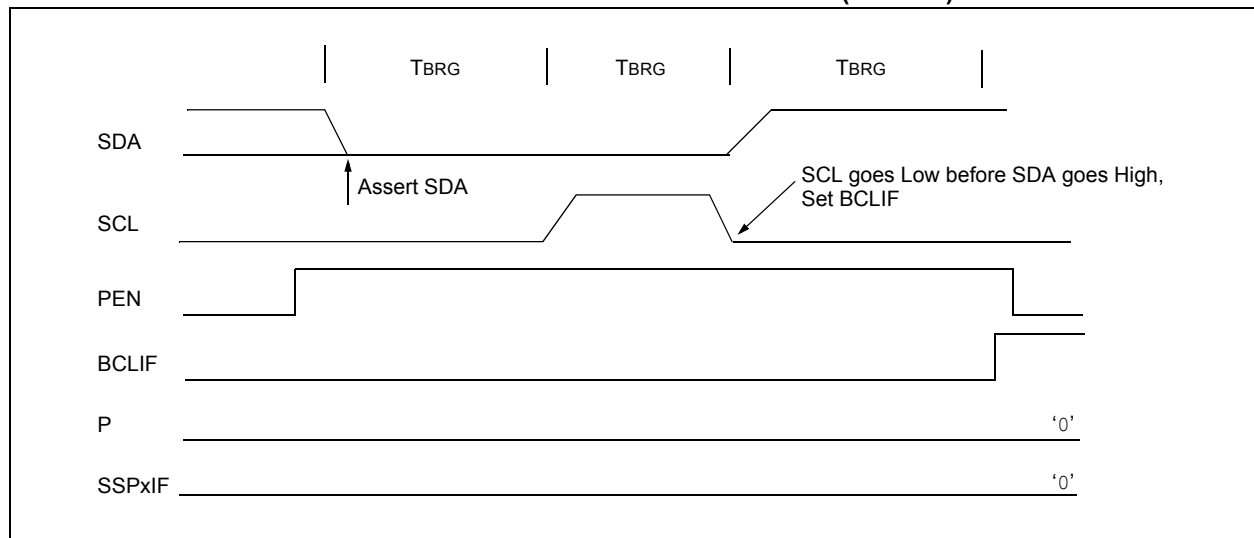 TBRG TBRG TBRG
SDA
Assert SDA
SCL goes Low before SDA goes High,
Set BCLIF
SCL
PEN
BCLIF
P '0'
SSPxIF '0'